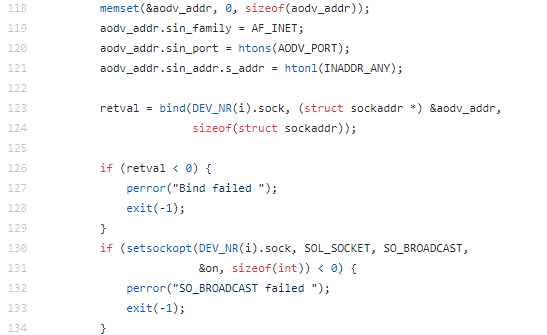 118 memset(&aodv_addr, 0, sizeof(aodv_addr));
119 aodv_addr.sin_family = AF_INET;
120 aodv_addr.sin_port = htons(AODV_PORT);
121 aodv_addr.sin_addr.s_addr = htonl(INADDR_ANY);
122
123 retval = bind(DEV_NR(i).sock, (struct sockaddr *) &aodv_addr,
124 sizeof(struct sockaddr));
125
126 if (retval < 0) {
127 perror("Bind failed ");
128 exit(-1);
129 }
130 if (setsockopt(DEV_NR(i).sock, SOL_SOCKET, SO_BROADCAST,
131 &on, sizeof(int)) < 0) {
132 perror("SO_BROADCAST failed ");
133 exit(-1);
134 }